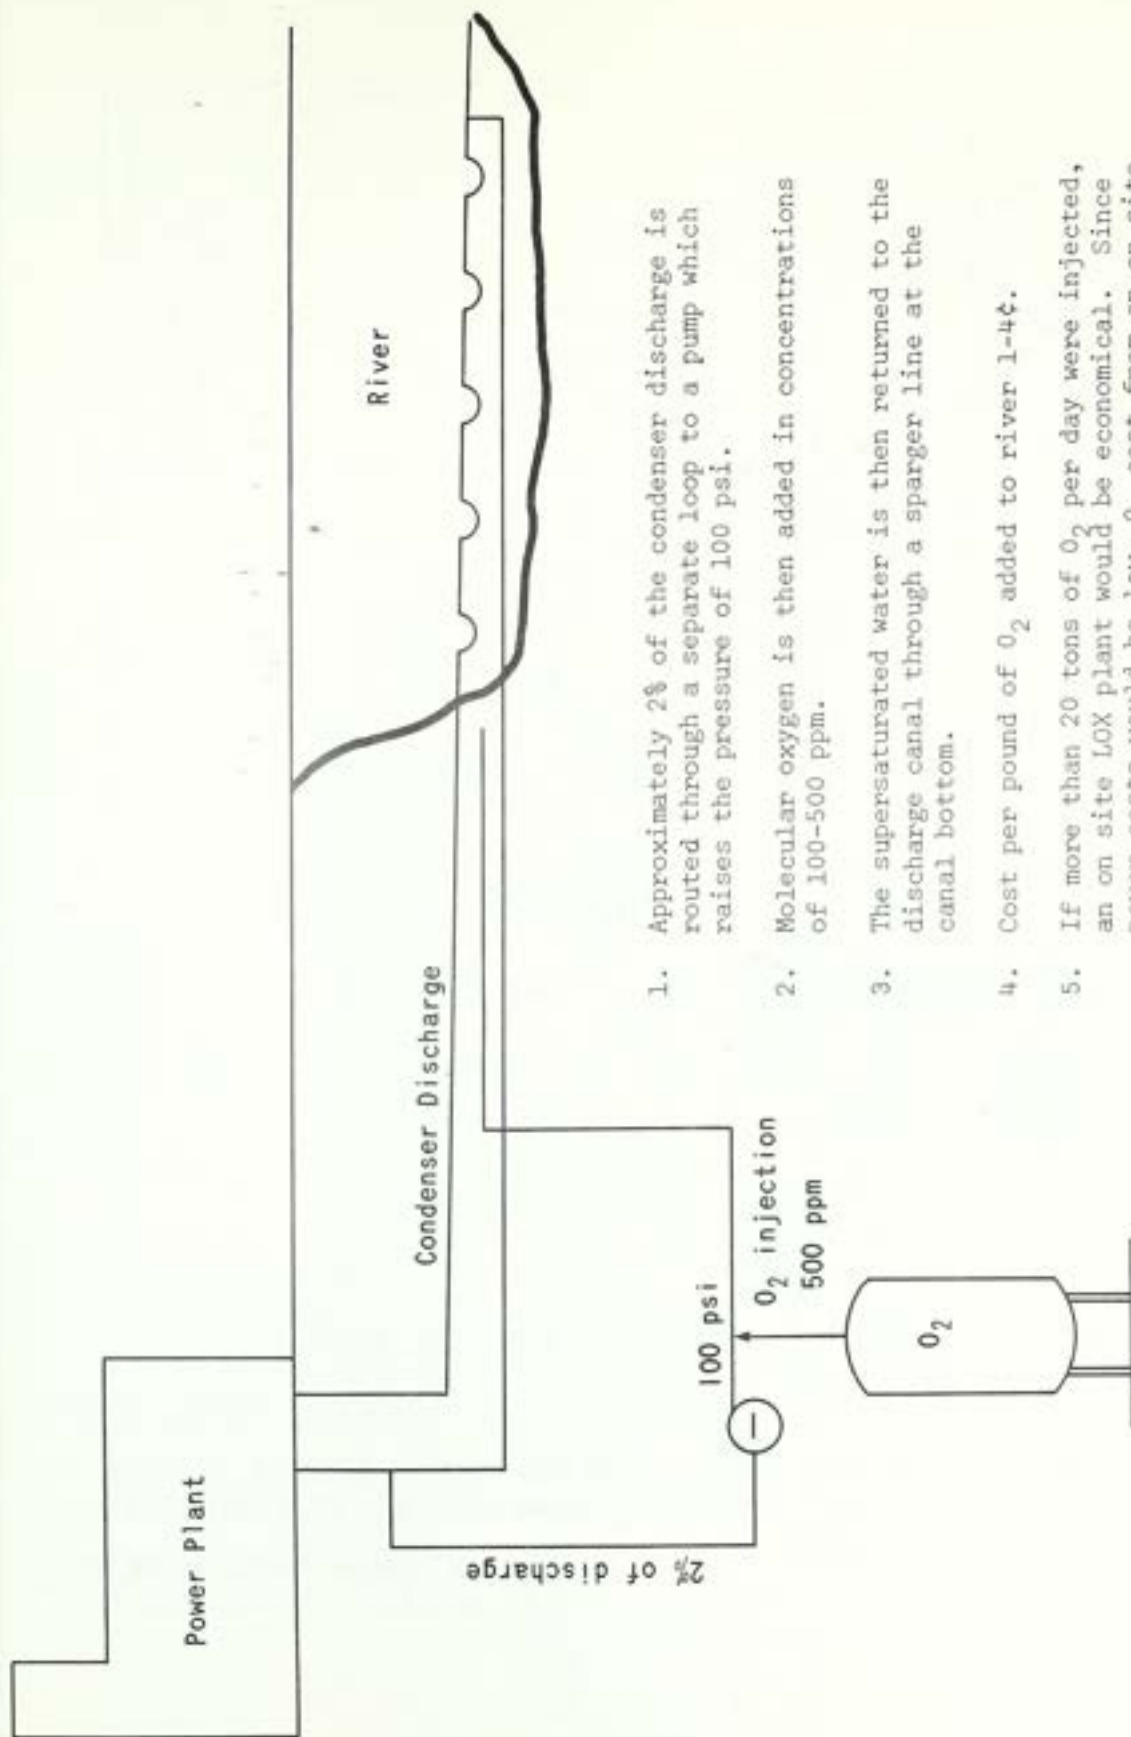 Power Plant
Condenser Discharge
River
2% of discharge
100 psi
O₂ injection
500 ppm
O₂
1. Approximately 2% of the condenser discharge is
routed through a separate loop to a pump which
raises the pressure of 100 psi.
2. Molecular oxygen is then added in concentrations
of 100-500 ppm.
3. The supersaturated water is then returned to the
discharge canal through a sparger line at the
canal bottom.
4. Cost per pound of O₂ added to river 1-4¢.
5. If more than 20 tons of O₂ per day were injected,
an on site LOX plant would be economical. Since